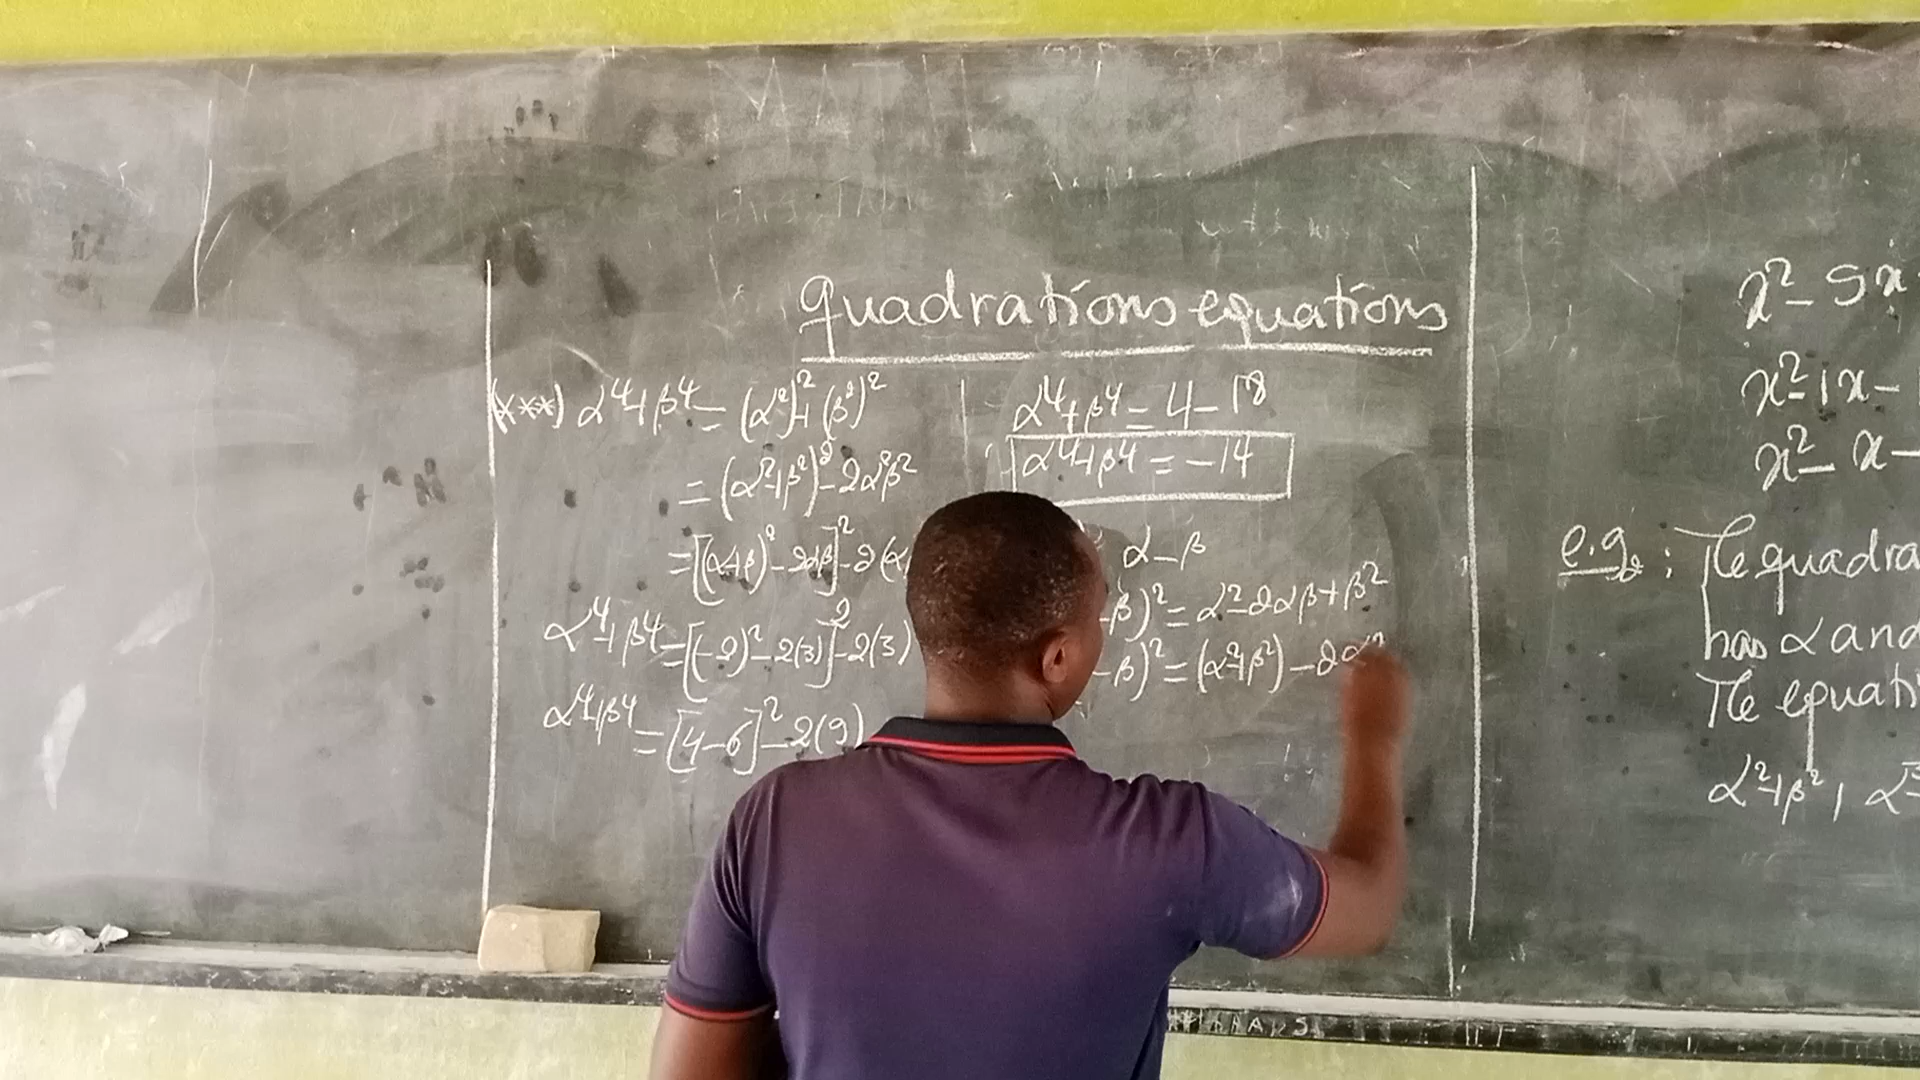 quadrations equations
(***) α⁴+β⁴ = (α²)²+(β²)²
= (α²+β²)²-2α²β²
= [(α+β)²-2αβ]²-2(α
α⁴+β⁴ = [(-2)²-2(3)]²-2(3)
α⁴+β⁴ = [4-6]²-2(9)
α⁴+β⁴ = 4-18
α⁴+β⁴ = -14
α-β
β)² = α²-2αβ+β²
-β)² = (α²+β²)-2α
x²-5x
x²-1x-
x²-x-
e.g; The quadra
has α and
The equati
α²+β², α